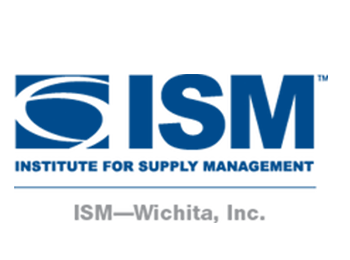 ISM™
INSTITUTE FOR SUPPLY MANAGEMENT
ISM—Wichita, Inc.